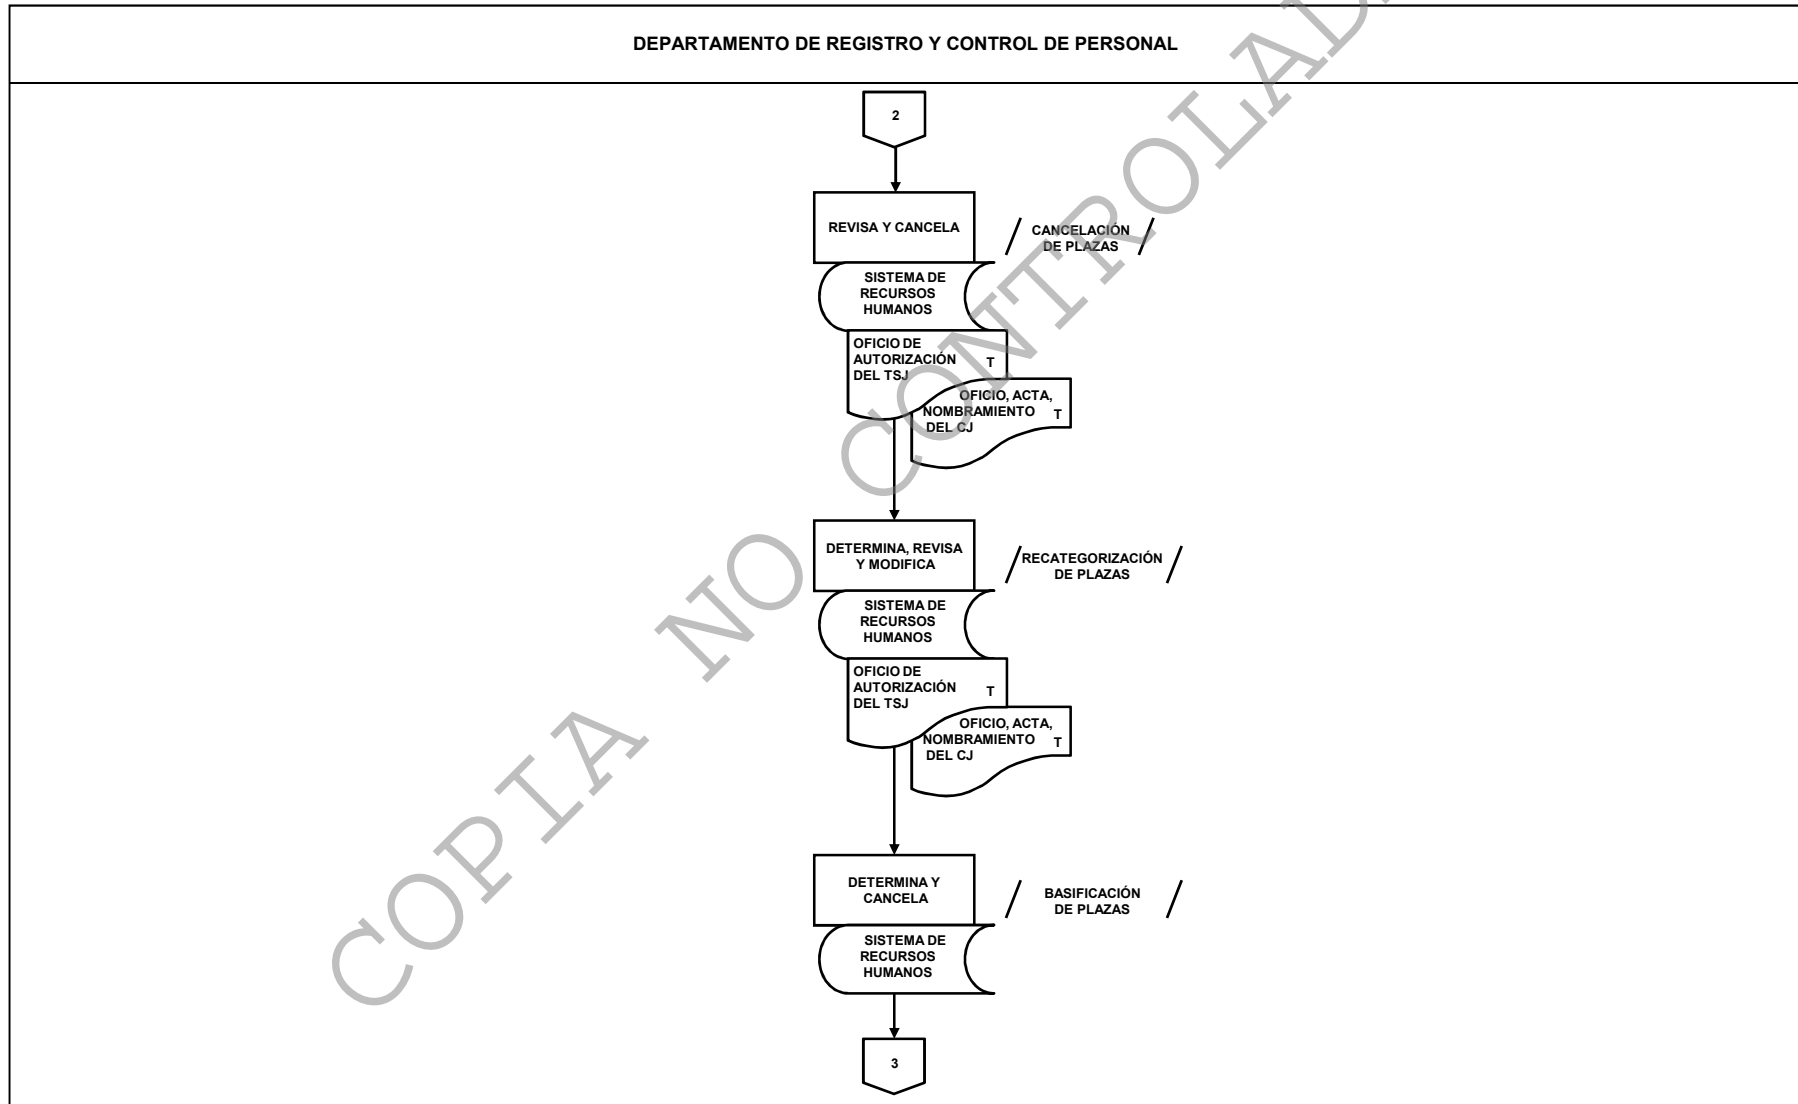 DEPARTAMENTO DE REGISTRO Y CONTROL DE PERSONAL
2
REVISA Y CANCELA
CANCELACIÓN
DE PLAZAS
SISTEMA DE
RECURSOS
HUMANOS
OFICIO DE
AUTORIZACIÓN
DEL TSJ
T
OFICIO, ACTA,
NOMBRAMIENTO
DEL CJ
T
DETERMINA, REVISA
Y MODIFICA
RECATEGORIZACIÓN
DE PLAZAS
SISTEMA DE
RECURSOS
HUMANOS
OFICIO DE
AUTORIZACIÓN
DEL TSJ
T
OFICIO, ACTA,
NOMBRAMIENTO
DEL CJ
T
DETERMINA Y
CANCELA
BASIFICACIÓN
DE PLAZAS
SISTEMA DE
RECURSOS
HUMANOS
3
COPIA NO CONTROLAD